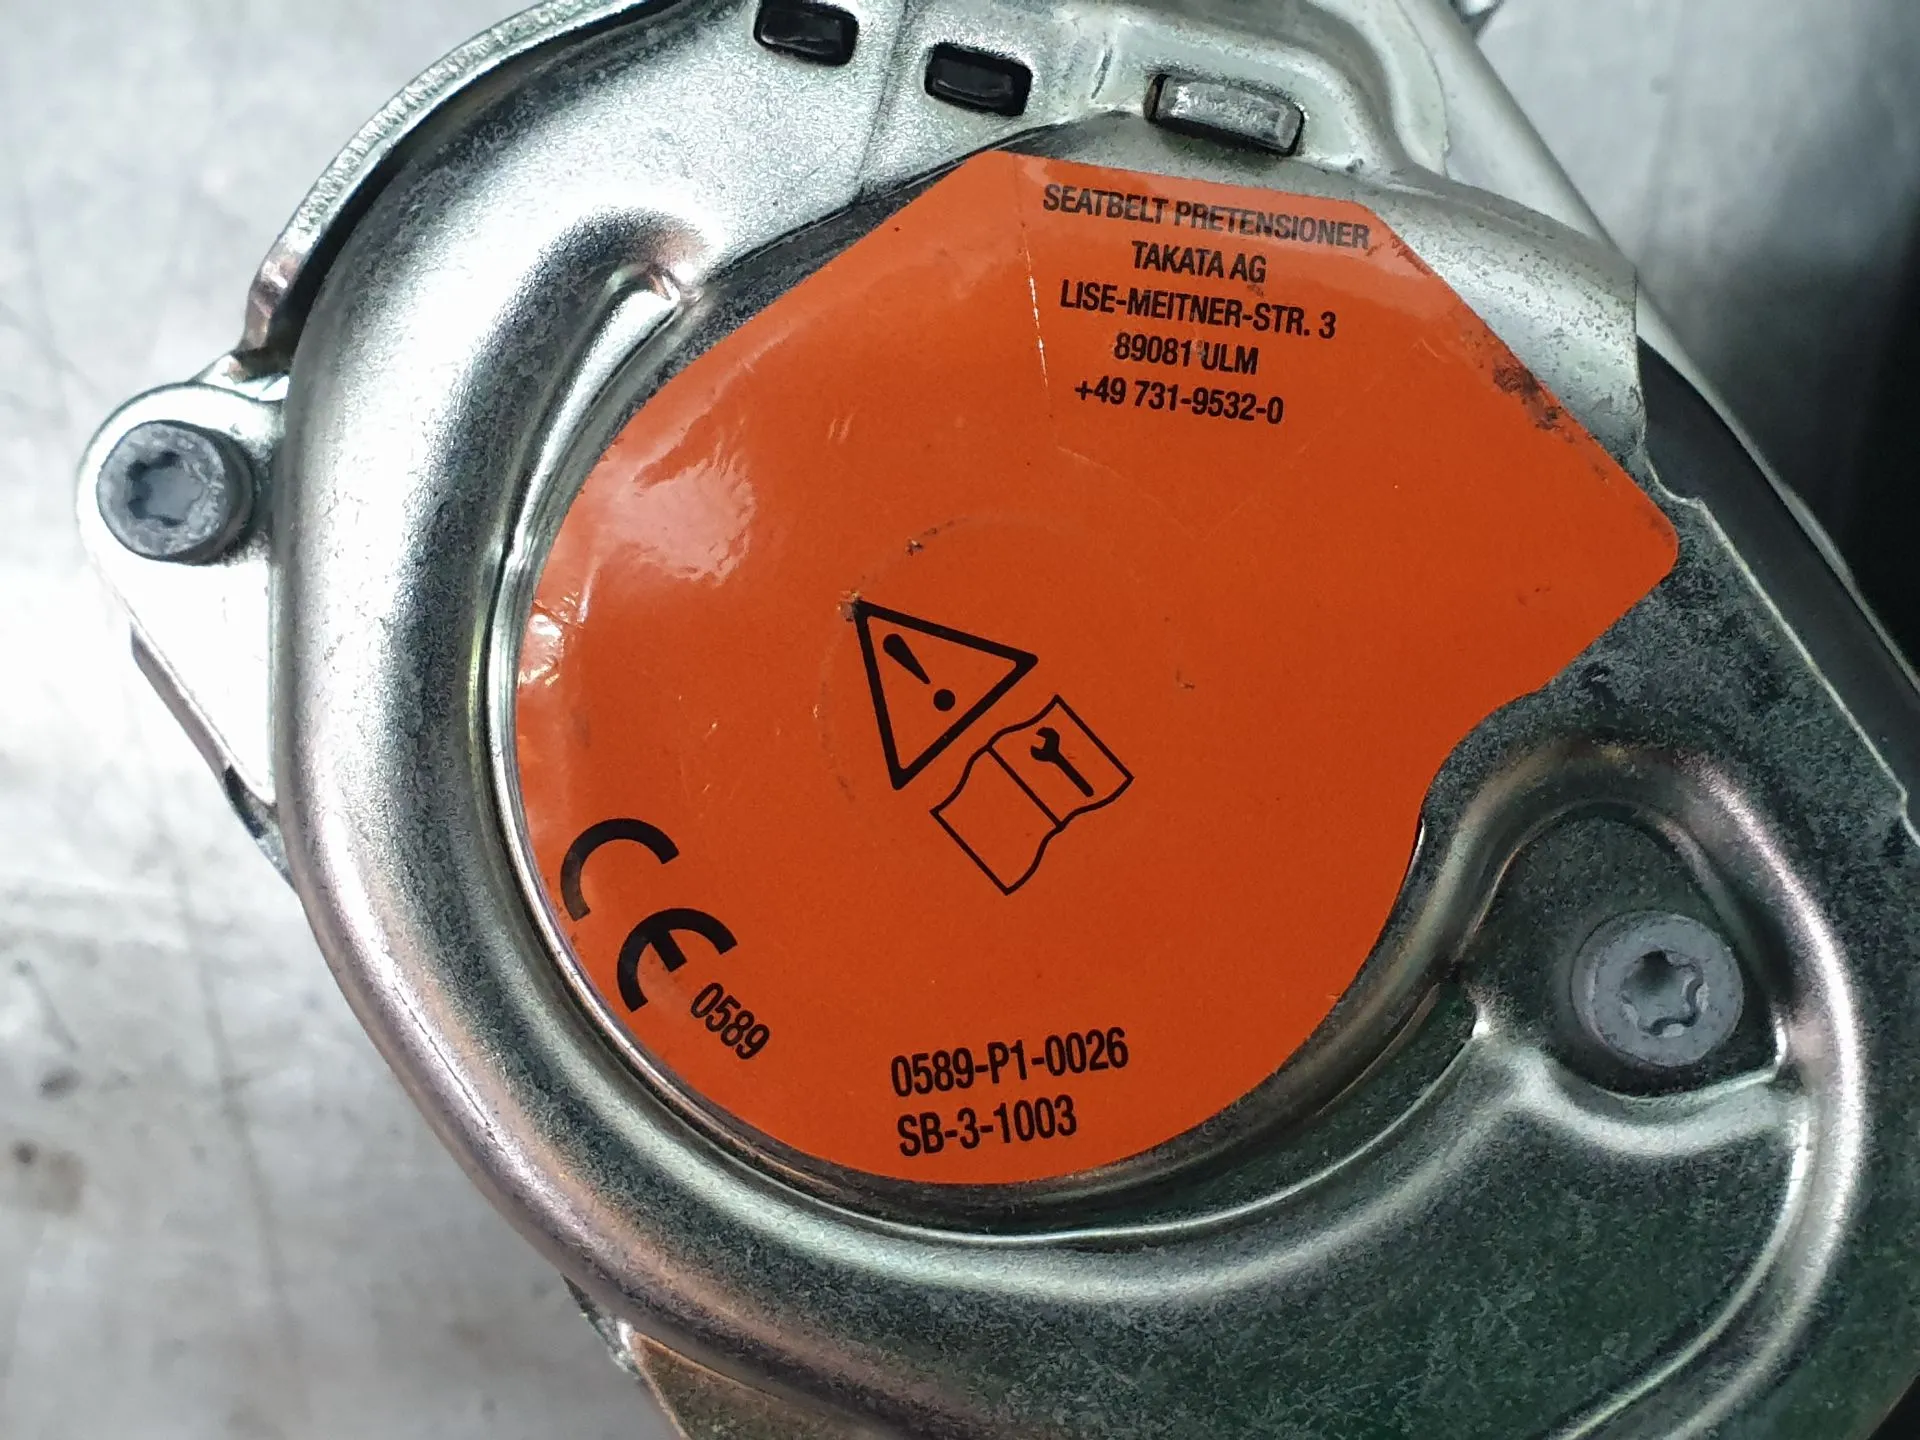 SEATBELT PRETENSIONER
TAKATA AG
LISE-MEITNER-STR. 3
89081 ULM
+49 731-9532-0
CE 0589
0589-P1-0026
SB-3-1003